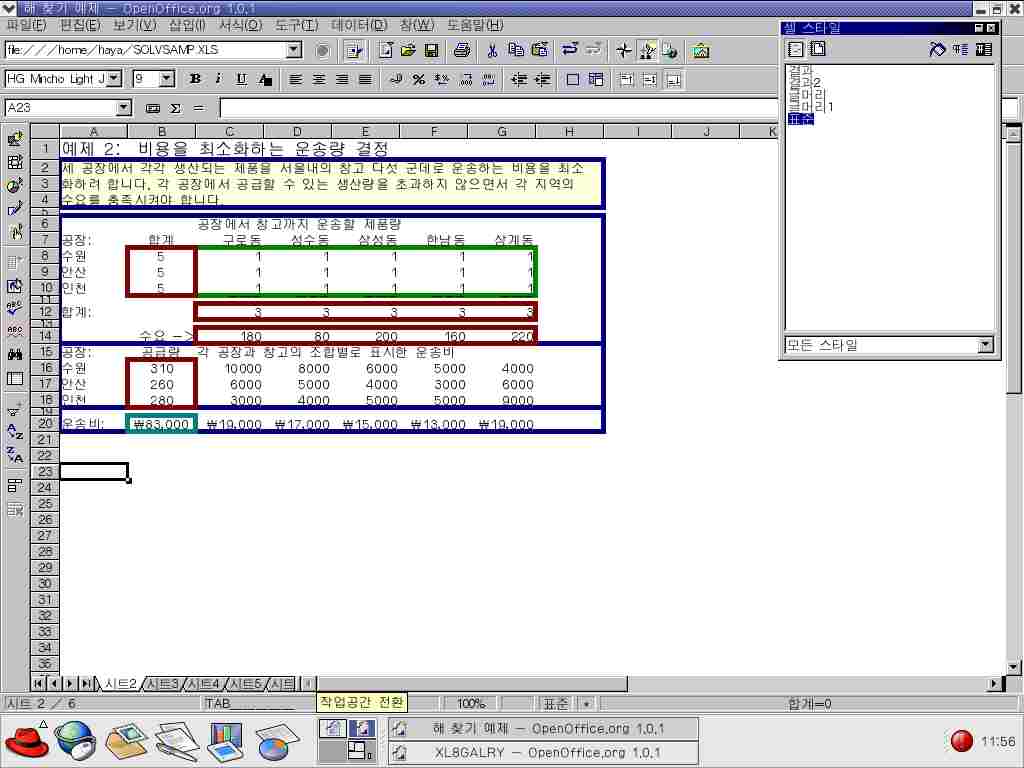 해 찾기 예제 – OpenOffice.org 1.0.1
파일(F) 편집(E) 보기(V) 삽입(I) 서식(O) 도구(T) 데이터(D) 창(W) 도움말(H)
file:///home/haya/SOLVSAMP.XLS
HG Mincho Light J 9 B i U A
A23 Σ =
셀 스타일
결과
결과2
글머리
글머리1
표준
모든 스타일
A B C D E F G H I J K
1 예제 2: 비용을 최소화하는 운송량 결정
2 세 공장에서 각각 생산되는 제품을 서울내의 창고 다섯 군데로 운송하는 비용을 최소
3 화하려 합니다. 각 공장에서 공급할 수 있는 생산량을 초과하지 않으면서 각 지역의
4 수요를 충족시켜야 합니다.
5
6 공장에서 창고까지 운송할 제품량
7 공장: 합계 구로동 성수동 삼성동 한남동 상계동
8 수원 5 1 1 1 1 1
9 안산 5 1 1 1 1 1
10 인천 5 1 1 1 1 1
11
12 합계: 3 3 3 3 3
13
14 수요 –> 180 80 200 160 220
15 공장: 공급량 각 공장과 창고의 조합별로 표시한 운송비
16 수원 310 10000 8000 6000 5000 4000
17 안산 260 6000 5000 4000 3000 6000
18 인천 280 3000 4000 5000 5000 9000
19
20 운송비: ₩83,000 ₩19,000 ₩17,000 ₩15,000 ₩13,000 ₩19,000
21
22
23
24
25
26
27
28
29
30
31
32
33
34
35
36
시트2 시트3 시트4 시트5 시트
시트 2 / 6 TAB 작업공간 전환 100% 표준 * 합계=0
해 찾기 예제 – OpenOffice.org 1.0.1
XL8GALRY – OpenOffice.org 1.0.1
11:56